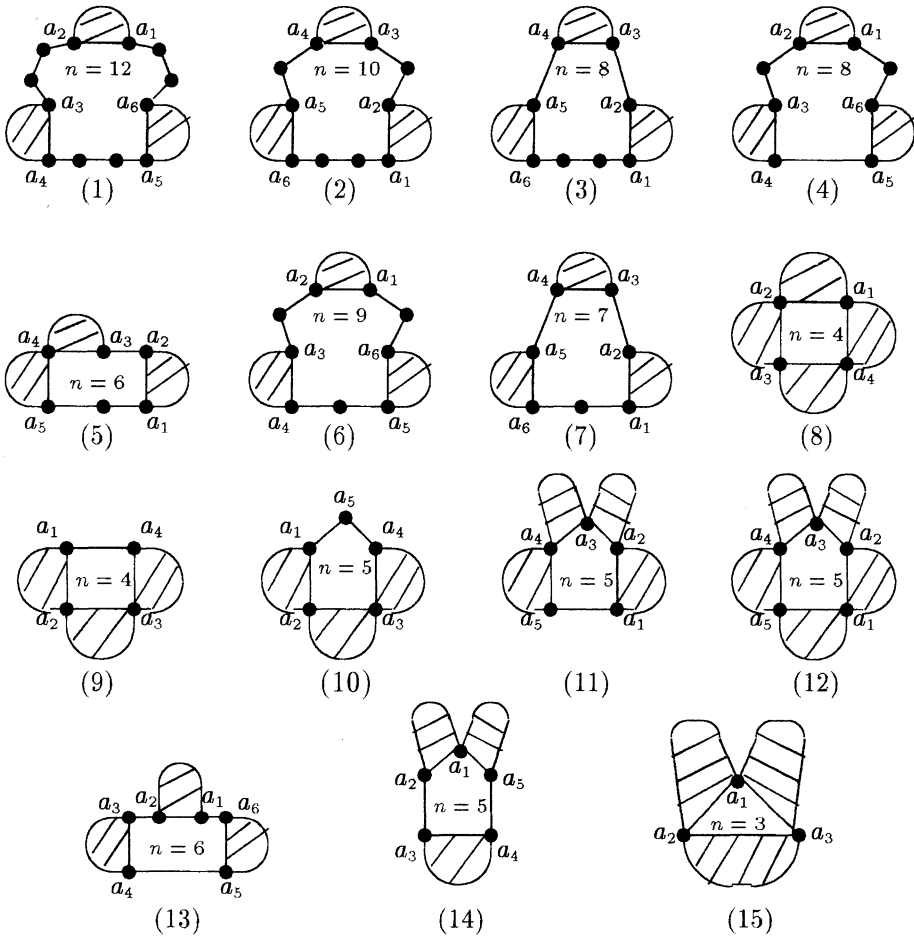 a₂ a₁ a₄ a₃ a₄ a₃ a₂ a₁
n = 12 n = 10 n = 8 n = 8
a₃ a₆ a₅ a₂ a₅ a₂ a₃ a₆
a₄ a₅ a₆ a₁ a₆ a₁ a₄ a₅
(1) (2) (3) (4)
a₂ a₁ a₄ a₃ a₂ a₁
n = 9 n = 7 n = 4
a₄ a₃ a₂ a₃ a₆ a₅ a₂ a₃ a₄
n = 6
a₅ a₁ a₄ a₅ a₆ a₁
(5) (6) (7) (8)
a₅
a₁ a₄ a₁ a₄ a₄ a₃ a₂ a₄ a₃ a₂
n = 4 n = 5 n = 5 n = 5
a₂ a₃ a₂ a₃ a₅ a₁ a₅ a₁
(9) (10) (11) (12)
a₃ a₂ a₁ a₆ a₂ a₁ a₅ a₁
n = 6 n = 5 a₂ n = 3 a₃
a₄ a₅ a₃ a₄
(13) (14) (15)